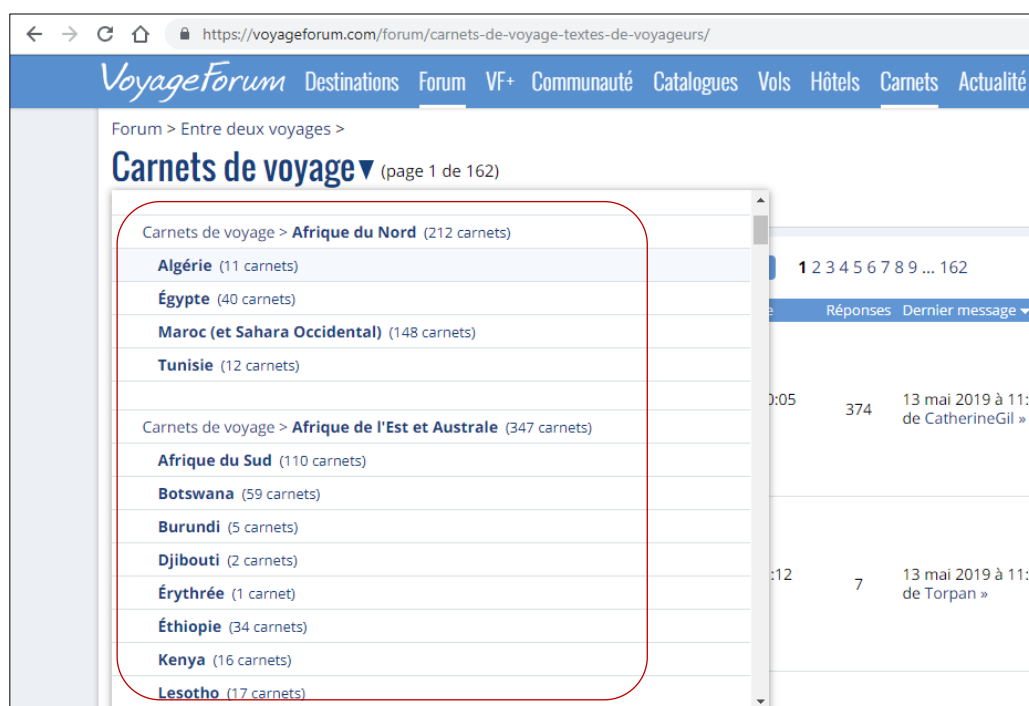 https://voyageforum.com/forum/carnets-de-voyage-textes-de-voyageurs/
VoyageForum Destinations Forum VF+ Communauté Catalogues Vols Hôtels Carnets Actualité
Forum > Entre deux voyages >
Carnets de voyage▼ (page 1 de 162)
Carnets de voyage > Afrique du Nord (212 carnets)
Algérie (11 carnets)
Égypte (40 carnets)
Maroc (et Sahara Occidental) (148 carnets)
Tunisie (12 carnets)
Carnets de voyage > Afrique de l'Est et Australe (347 carnets)
Afrique du Sud (110 carnets)
Botswana (59 carnets)
Burundi (5 carnets)
Djibouti (2 carnets)
Érythrée (1 carnet)
Éthiopie (34 carnets)
Kenya (16 carnets)
Lesotho (17 carnets)
1 2 3 4 5 6 7 8 9 ... 162
Réponses Dernier message
0:05
374
13 mai 2019 à 11:
de CatherineGil »
:12
7
13 mai 2019 à 11:
de Torpan »